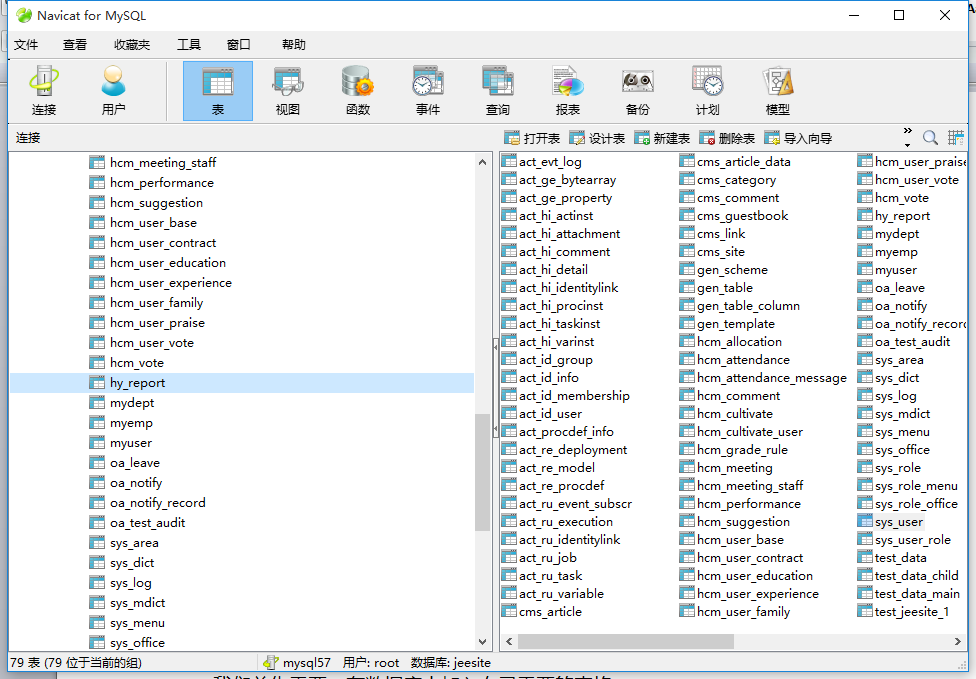 Navicat for MySQL
文件 查看 收藏夹 工具 窗口 帮助
连接 用户 表 视图 函数 事件 查询 报表 备份 计划 模型
连接
打开表 设计表 新建表 删除表 导入向导
hcm_meeting_staff
hcm_performance
hcm_suggestion
hcm_user_base
hcm_user_contract
hcm_user_education
hcm_user_experience
hcm_user_family
hcm_user_praise
hcm_user_vote
hcm_vote
hy_report
mydept
myemp
myuser
oa_leave
oa_notify
oa_notify_record
oa_test_audit
sys_area
sys_dict
sys_log
sys_mdict
sys_menu
sys_office
act_evt_log
act_ge_bytearray
act_ge_property
act_hi_actinst
act_hi_attachment
act_hi_comment
act_hi_detail
act_hi_identitylink
act_hi_procinst
act_hi_taskinst
act_hi_varinst
act_id_group
act_id_info
act_id_membership
act_id_user
act_procdef_info
act_re_deployment
act_re_model
act_re_procdef
act_ru_event_subscr
act_ru_execution
act_ru_identitylink
act_ru_job
act_ru_task
act_ru_variable
cms_article
cms_article_data
cms_category
cms_comment
cms_guestbook
cms_link
cms_site
gen_scheme
gen_table
gen_table_column
gen_template
hcm_allocation
hcm_attendance
hcm_attendance_message
hcm_comment
hcm_cultivate
hcm_cultivate_user
hcm_grade_rule
hcm_meeting
hcm_meeting_staff
hcm_performance
hcm_suggestion
hcm_user_base
hcm_user_contract
hcm_user_education
hcm_user_experience
hcm_user_family
hcm_user_praise
hcm_user_vote
hcm_vote
hy_report
mydept
myemp
myuser
oa_leave
oa_notify
oa_notify_record
oa_test_audit
sys_area
sys_dict
sys_log
sys_mdict
sys_menu
sys_office
sys_role
sys_role_menu
sys_role_office
sys_user
sys_user_role
test_data
test_data_child
test_data_main
test_jeesite_1
79 表 (79 位于当前的组) mysql57 用户: root 数据库: jeesite